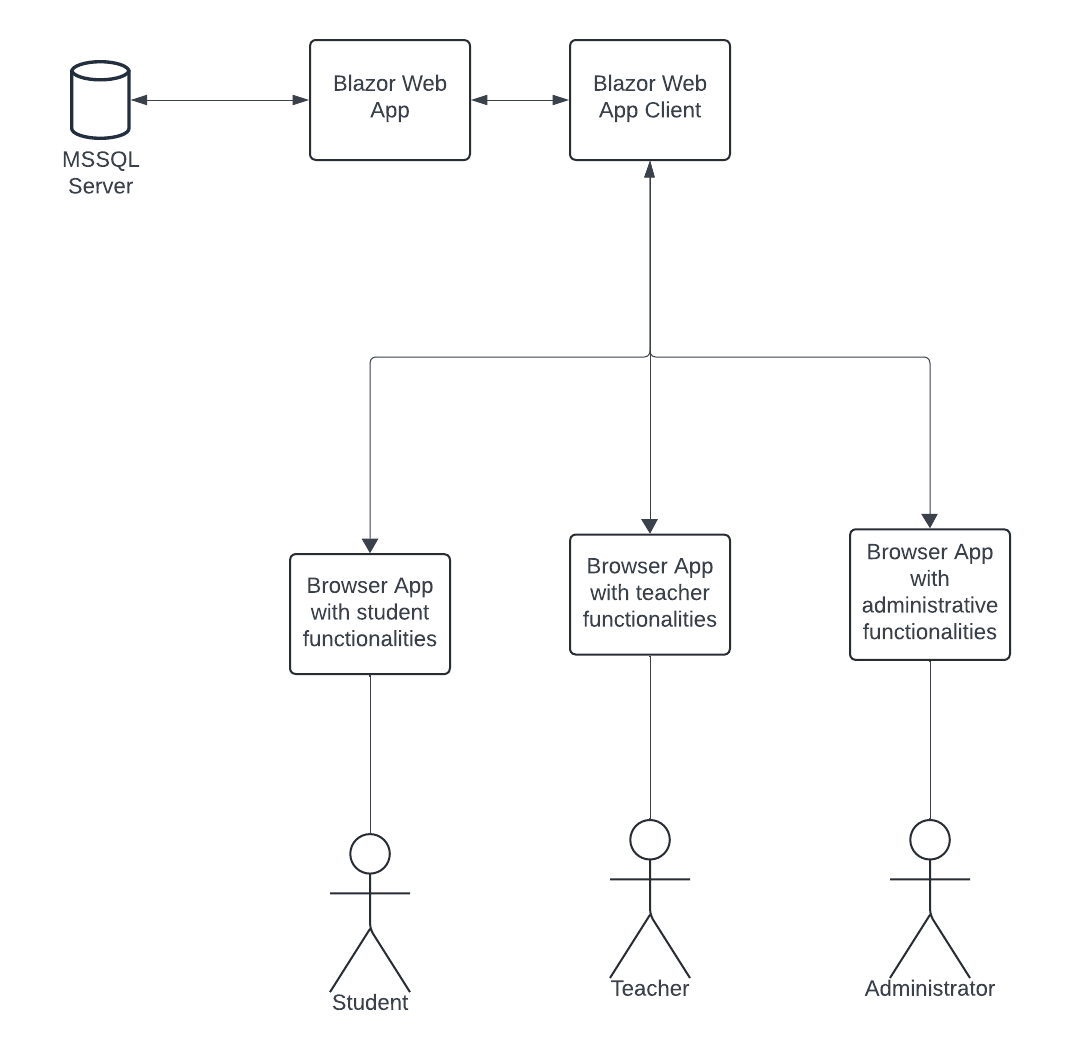 Blazor Web
App
Blazor Web
App Client
MSSQL
Server
Browser App
with student
functionalities
Browser App
with teacher
functionalities
Browser App
with
administrative
functionalities
Student
Teacher
Administrator